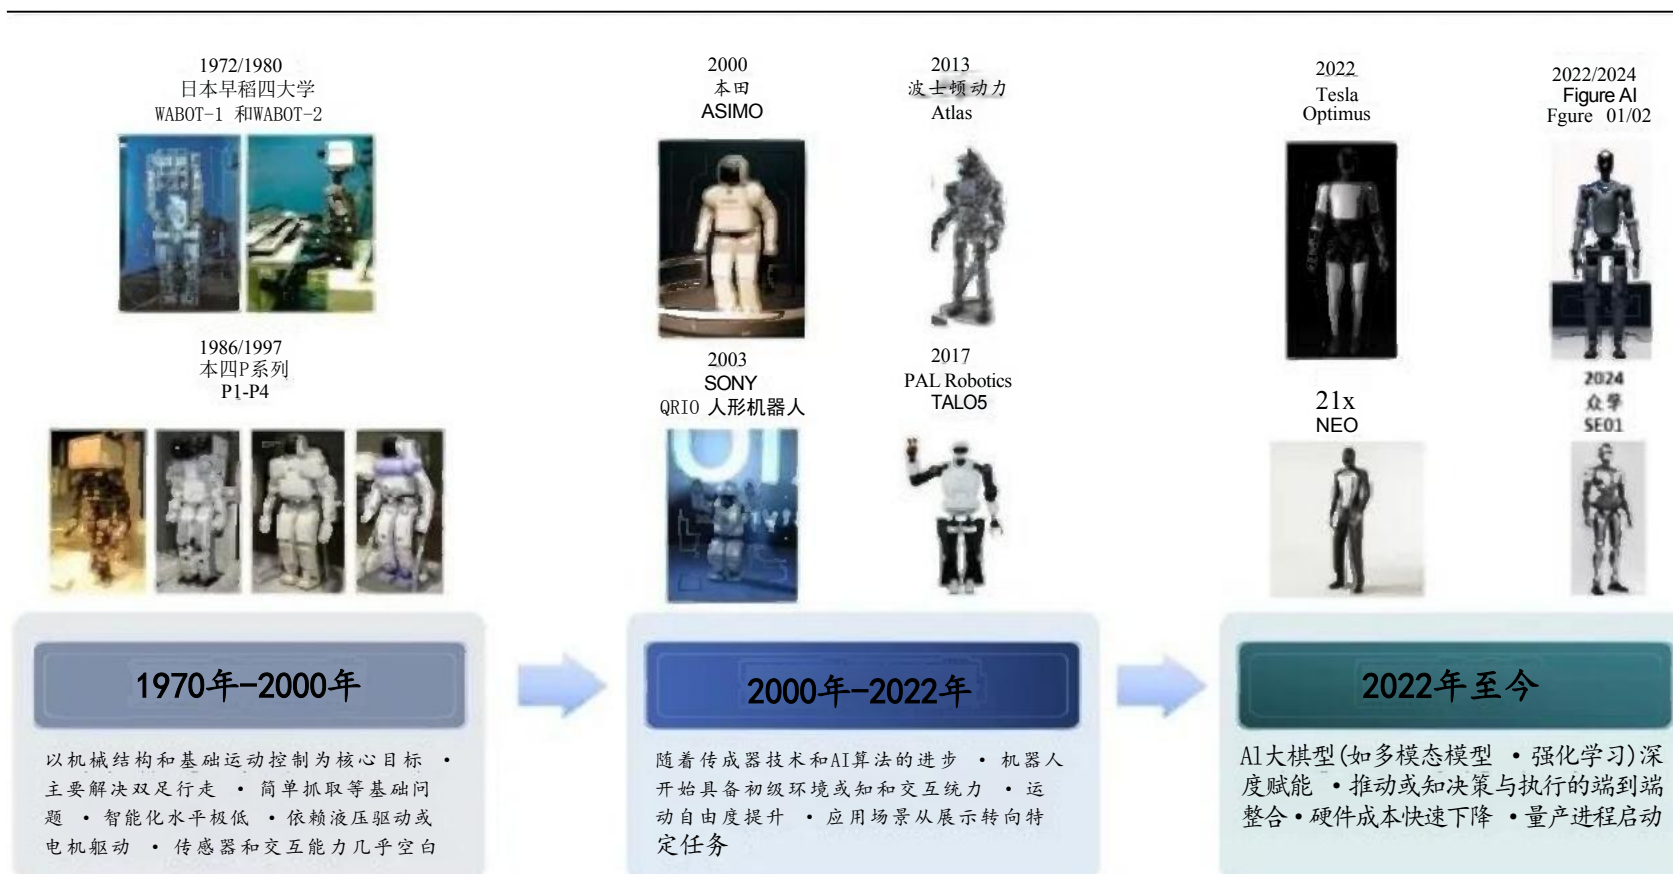 1972/1980
日本早稻四大学
WABOT-1 和WABOT-2
1986/1997
本四P系列
P1-P4
2000
本田
ASIMO
2013
波士顿动力
Atlas
2003
SONY
QRIO 人形机器人
2017
PAL Robotics
TALO5
2022
Tesla
Optimus
2022/2024
Figure AI
Fgure 01/02
21x
NEO
2024
众孚
SE01
1970年-2000年
以机械结构和基础运动控制为核心目标 •
主要解决双足行走 • 简单抓取等基础问
题 • 智能化水平极低 • 依赖液压驱动或
电机躯动 • 传感器和交互能力几乎空白
2000年-2022年
随着传成器技术和AI算法的进步 • 机器人
开始具备初级环境或知和交互统力 • 运
动自由度提升 • 应用场景从展示转向特
定任务
2022年至今
Al大棋型(如多模态模型 • 强化学习)深
度赋能 • 推动或知决策与执行的端到端
整合 • 硬件成本快速下降 • 量产进程启动